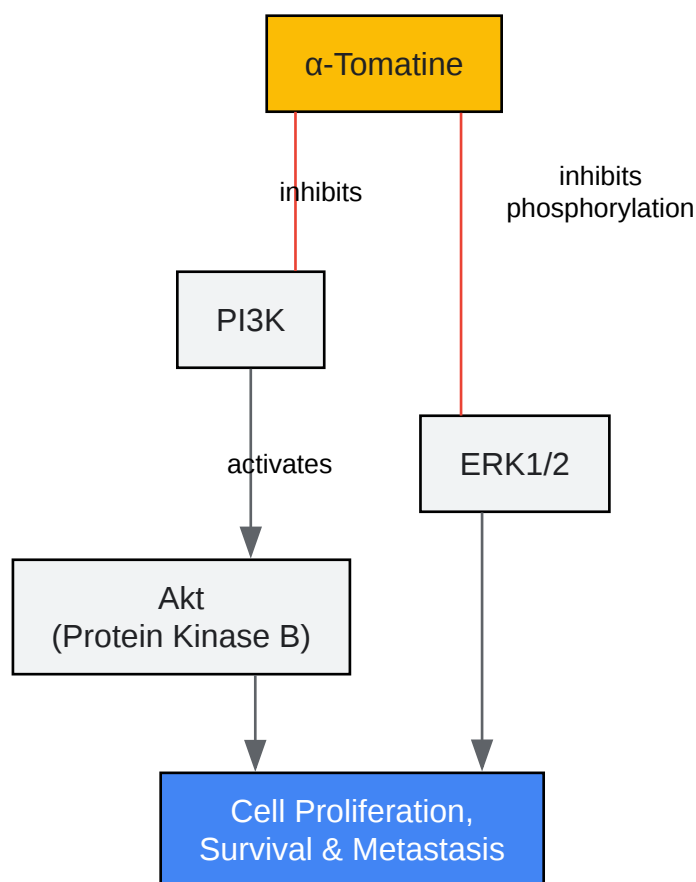 α-Tomatine
inhibits
inhibits
phosphorylation
PI3K
activates
ERK1/2
Akt
(Protein Kinase B)
Cell Proliferation,
Survival & Metastasis